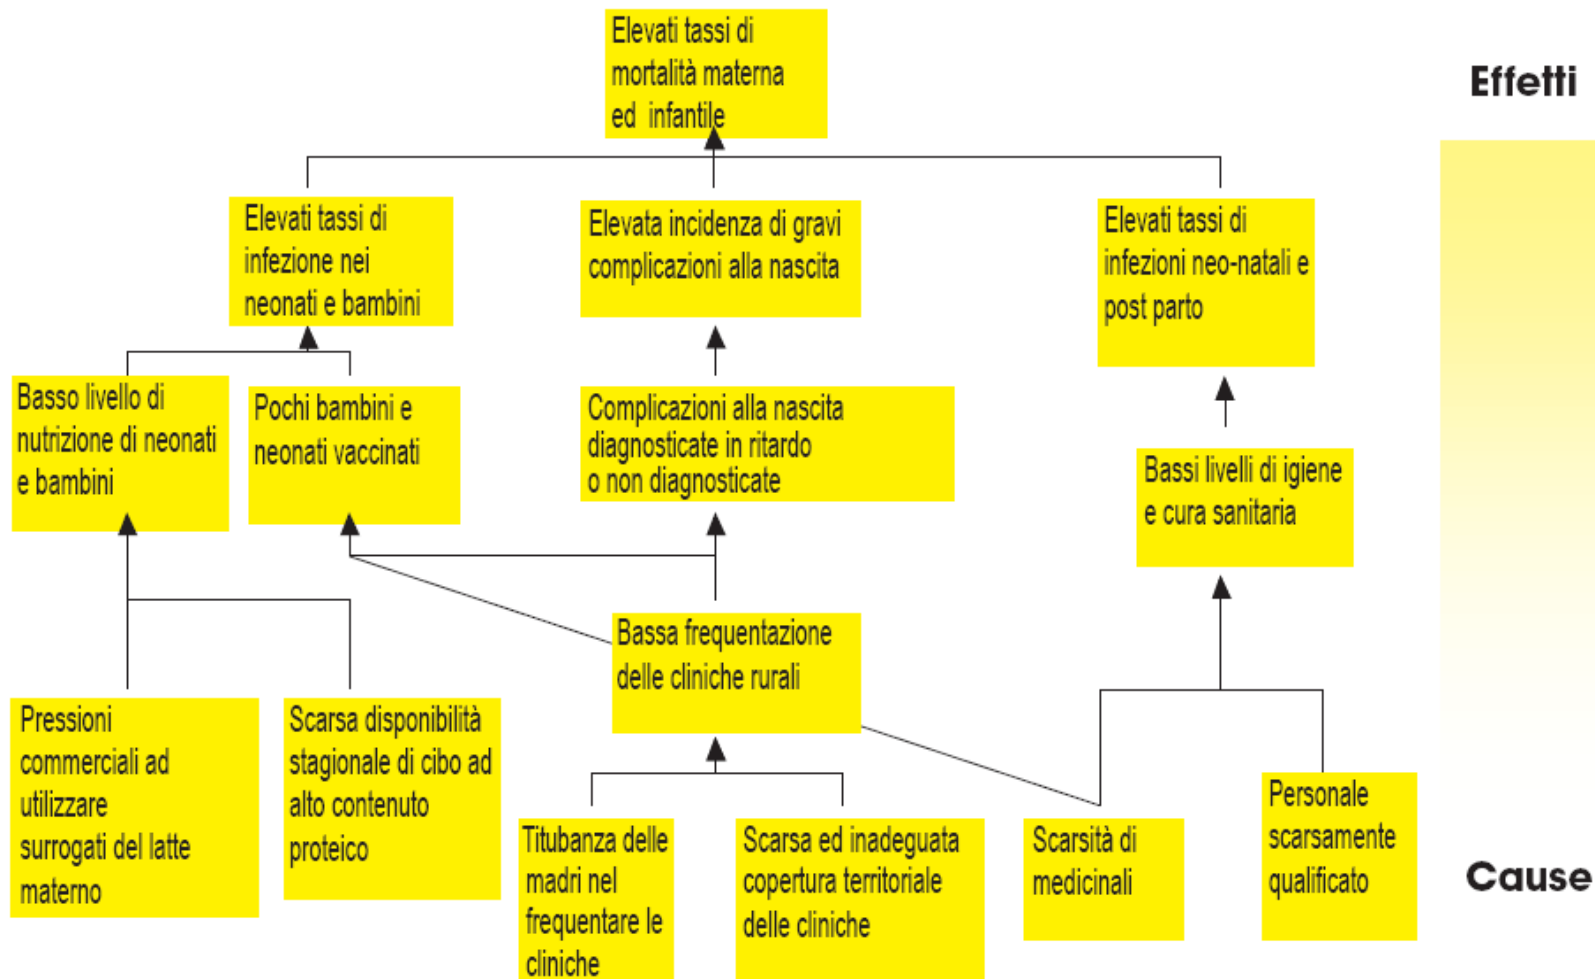 Elevati tassi di
mortalità materna
ed infantile
Effetti
Elevati tassi di
infezione nei
neonati e bambini
Elevata incidenza di gravi
complicazioni alla nascita
Elevati tassi di
infezioni neo-natali e
post parto
Basso livello di
nutrizione di neonati
e bambini
Pochi bambini e
neonati vaccinati
Complicazioni alla nascita
diagnosticate in ritardo
o non diagnosticate
Bassi livelli di igiene
e cura sanitaria
Bassa frequentazione
delle cliniche rurali
Pressioni
commerciali ad
utilizzare
surrogati del latte
materno
Scarsa disponibilità
stagionale di cibo ad
alto contenuto
proteico
Titubanza delle
madri nel
frequentare le
cliniche
Scarsa ed inadeguata
copertura territoriale
delle cliniche
Scarsità di
medicinali
Personale
scarsamente
qualificato
Cause